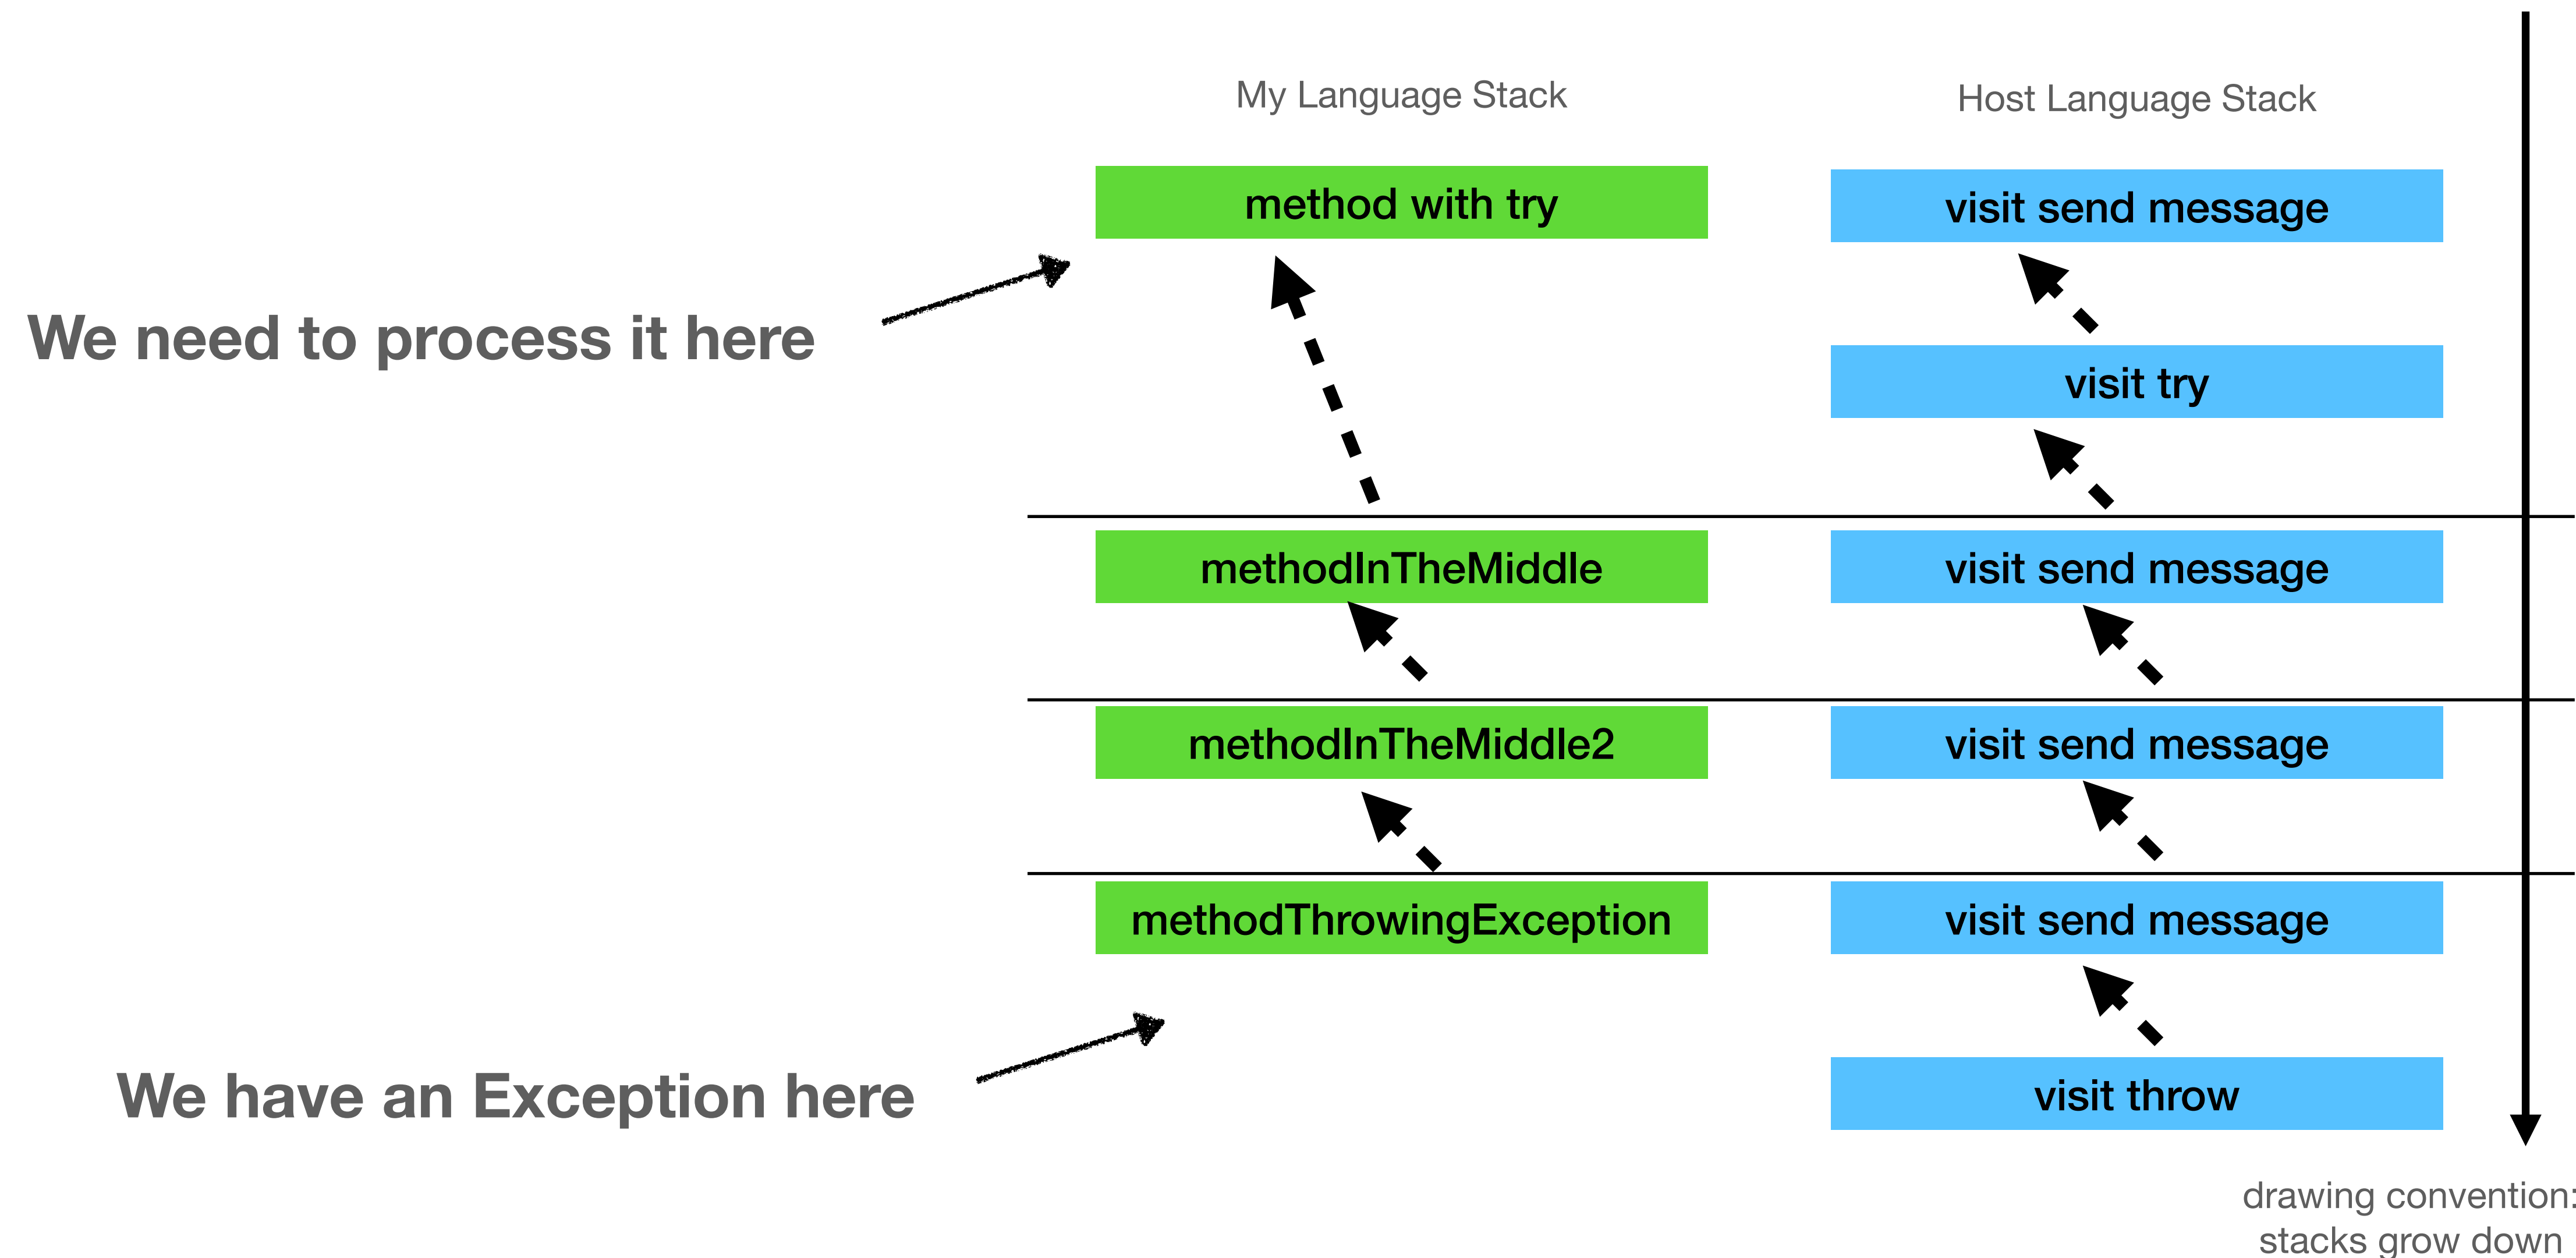 My Language Stack
Host Language Stack
method with try
visit send message
We need to process it here
visit try
methodInTheMiddle
visit send message
methodInTheMiddle2
visit send message
methodThrowingException
visit send message
We have an Exception here
visit throw
drawing convention:
stacks grow down